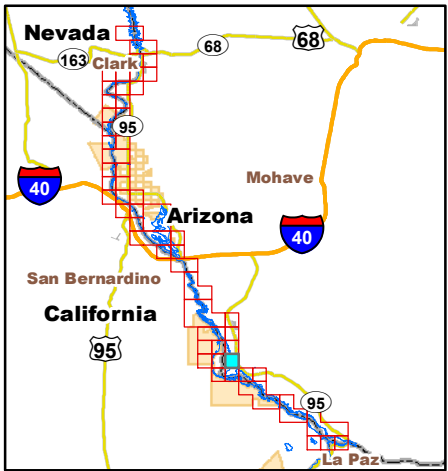 Nevada
68
68
163
Clark
95
Mohave
40
Arizona
40
San Bernardino
California
95
95
La Paz